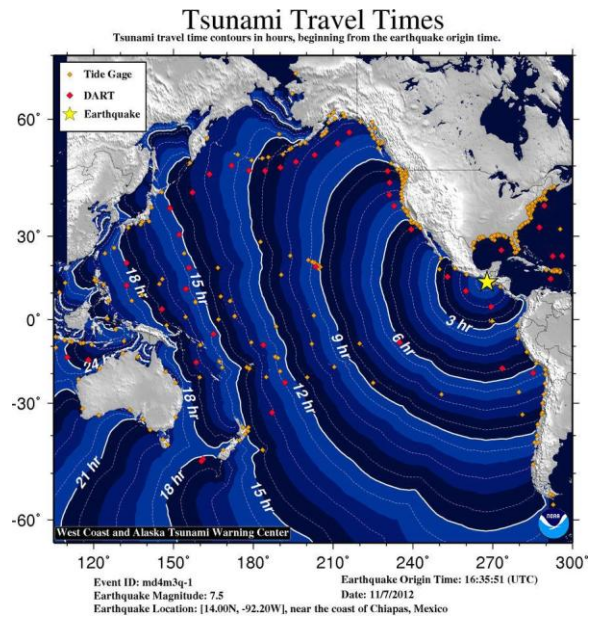 Tsunami Travel Times
Tsunami travel time contours in hours, beginning from the earthquake origin time.
Tide Gage
DART
Earthquake
60°
30°
0°
-30°
-60°
3 hr
6 hr
9 hr
12 hr
15 hr
18 hr
15 hr
18 hr
24 hr
21 hr
18 hr
West Coast and Alaska Tsunami Warning Center
NOAA
120 150 180 210 240 270 300
Event ID: md4m3q-1
Earthquake Magnitude: 7.5
Earthquake Location: [14.00N, -92.20W], near the coast of Chiapas, Mexico
Earthquake Origin Time: 16:35:51 (UTC)
Date: 11/7/2012